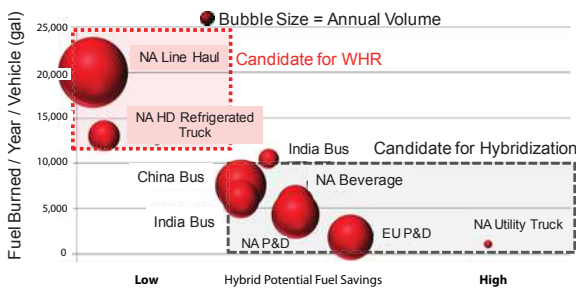 Bubble Size = Annual Volume
Fuel Burned / Year / Vehicle (gal)
25,000
20,000
15,000
10,000
5,000
0
NA Line Haul
Candidate for WHR
NA HD Refrigerated
Truck
India Bus
Candidate for Hybridization
China Bus
NA Beverage
India Bus
NA P&D
EU P&D
NA Utility Truck
Low
Hybrid Potential Fuel Savings
High